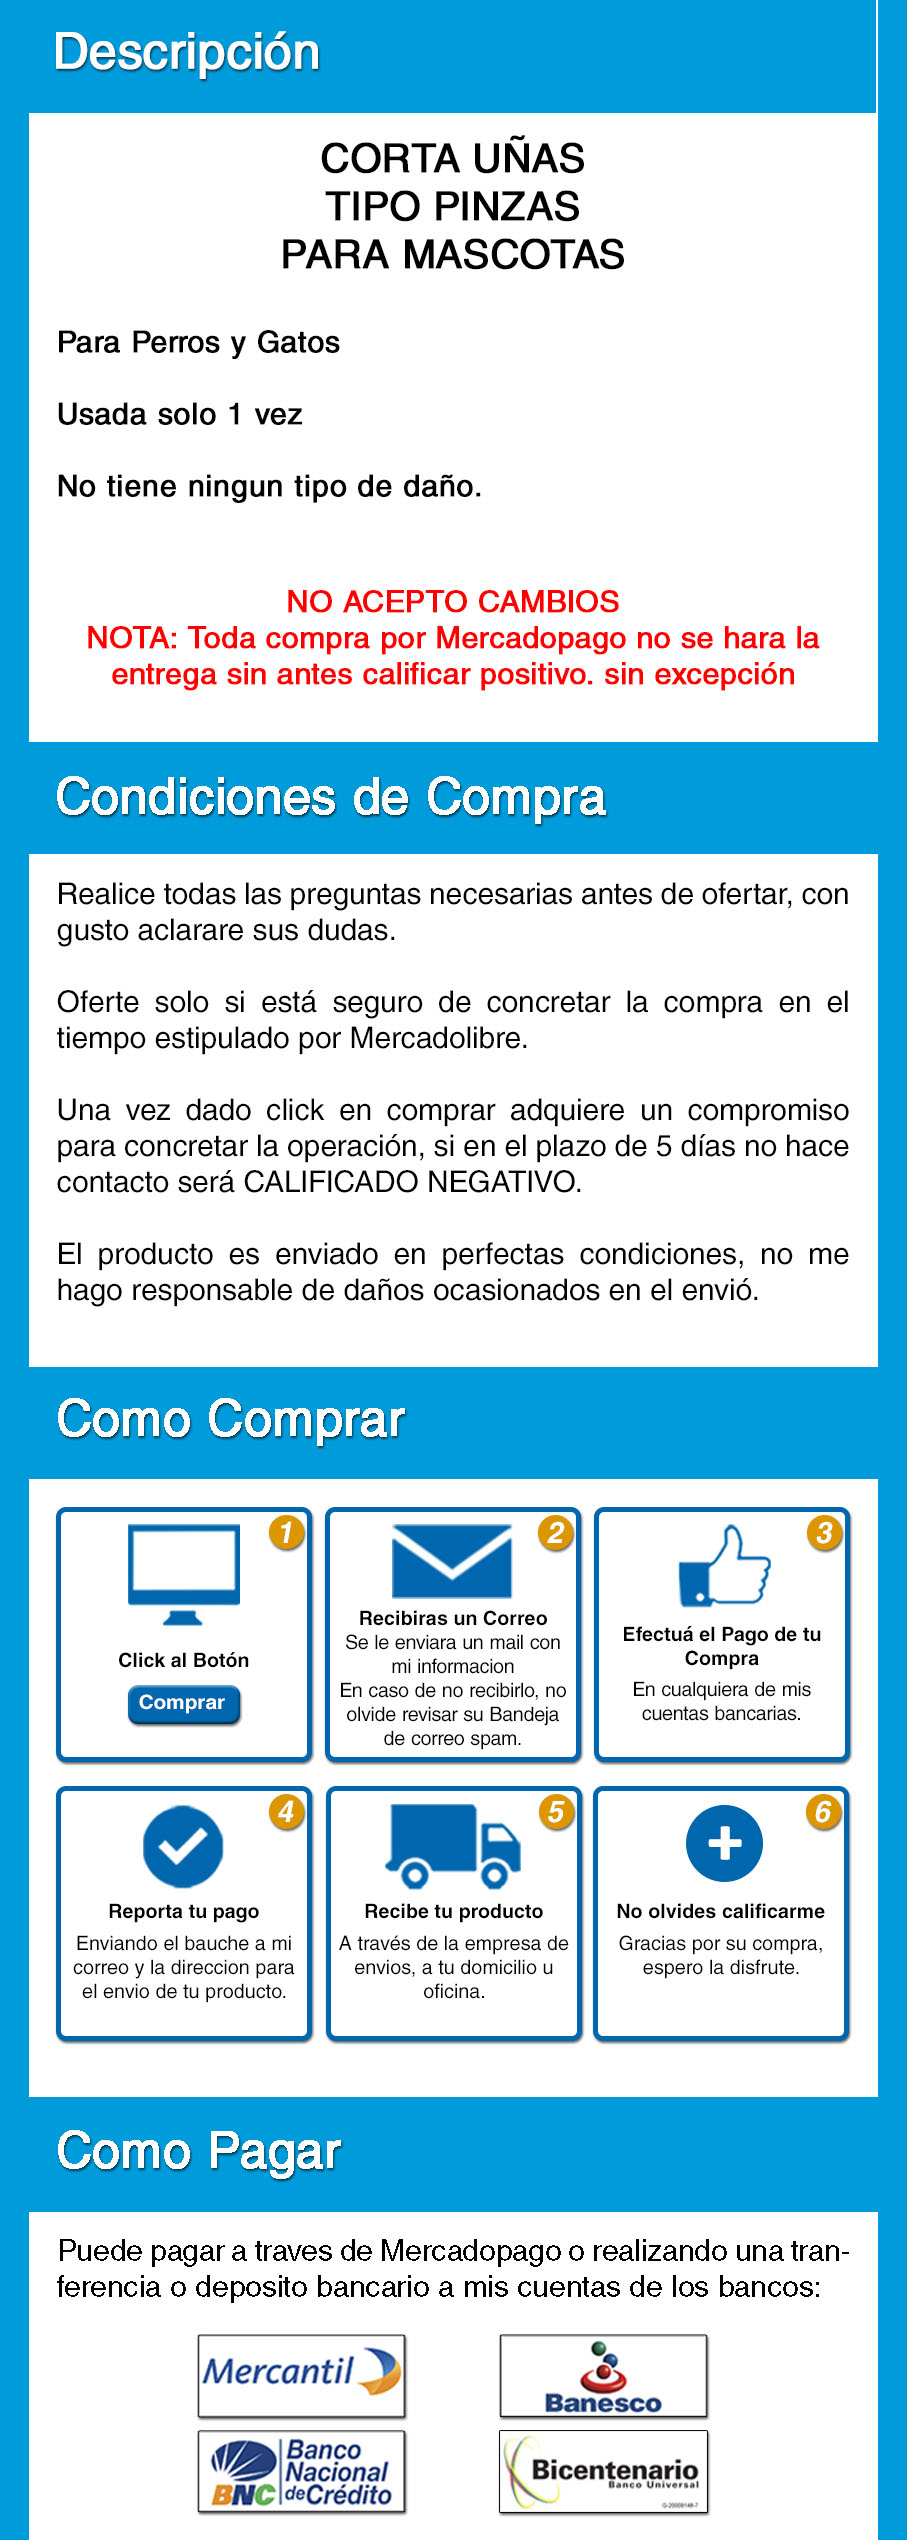 Descripción
CORTA UÑAS
TIPO PINZAS
PARA MASCOTAS
Para Perros y Gatos
Usada solo 1 vez
No tiene ningun tipo de daño.
NO ACEPTO CAMBIOS
NOTA: Toda compra por Mercadopago no se hara la
entrega sin antes calificar positivo. sin excepción
Condiciones de Compra
Realice todas las preguntas necesarias antes de ofertar, con
gusto aclarare sus dudas.
Oferte solo si está seguro de concretar la compra en el
tiempo estipulado por Mercadolibre.
Una vez dado click en comprar adquiere un compromiso
para concretar la operación, si en el plazo de 5 días no hace
contacto será CALIFICADO NEGATIVO.
El producto es enviado en perfectas condiciones, no me
hago responsable de daños ocasionados en el envió.
Como Comprar
1
Click al Botón
Comprar
2
Recibiras un Correo
Se le enviara un mail con
mi informacion
En caso de no recibirlo, no
olvide revisar su Bandeja
de correo spam.
3
Efectuá el Pago de tu
Compra
En cualquiera de mis
cuentas bancarias.
4
Reporta tu pago
Enviando el bauche a mi
correo y la direccion para
el envio de tu producto.
5
Recibe tu producto
A través de la empresa de
envios, a tu domicilio u
oficina.
6
No olvides calificarme
Gracias por su compra,
espero la disfrute.
Como Pagar
Puede pagar a traves de Mercadopago o realizando una tran-
ferencia o deposito bancario a mis cuentas de los bancos:
Mercantil
Banesco
BNC
Banco
Nacional
de Crédito
Bicentenario
Banco Universal
G-20009148-7